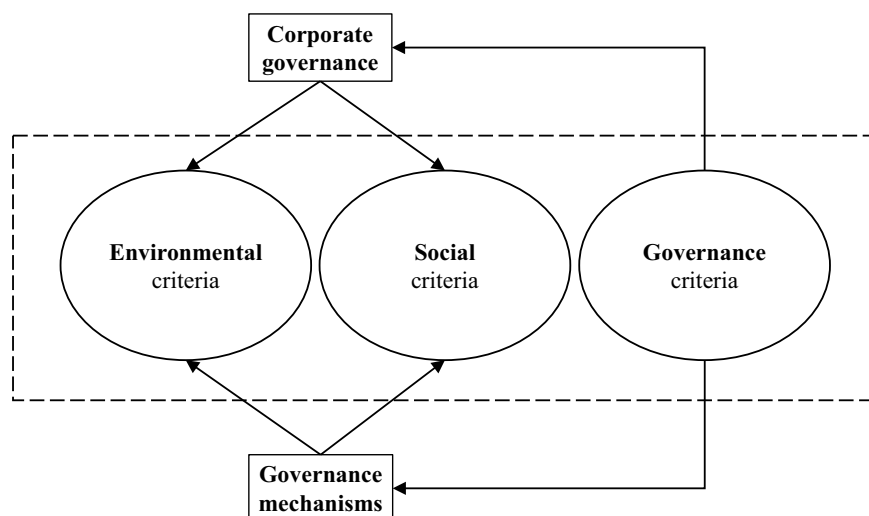 Corporate
governance
Environmental
criteria
Social
criteria
Governance
criteria
Governance
mechanisms